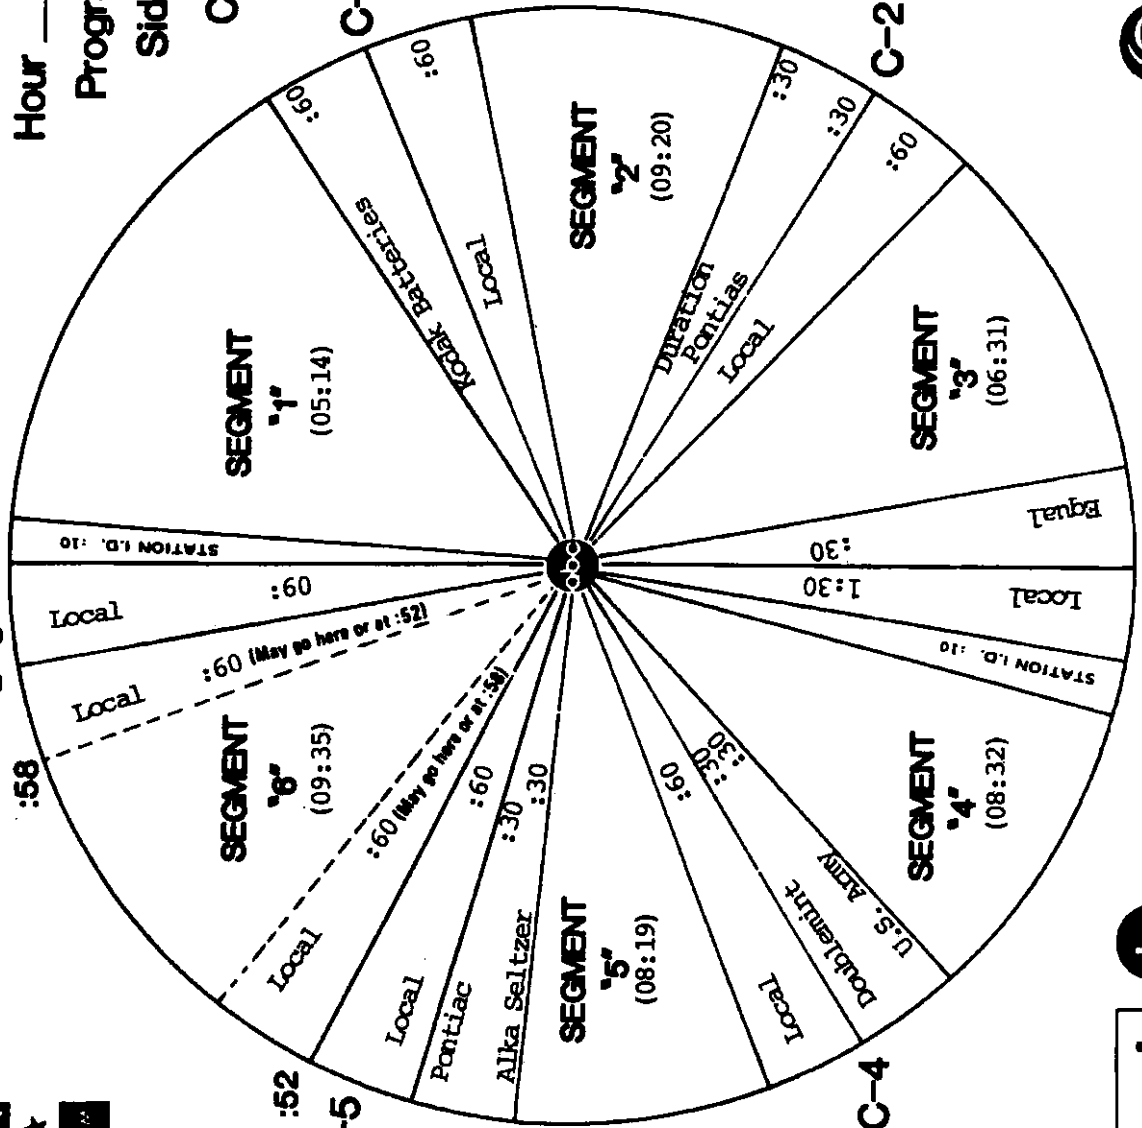 Hour
Progr
Sid
C
STATION I.D. :10
SEGMENT
"1"
(05:14)
C-
:60
Kodak Batteries
:60
Local
SEGMENT
"2"
(09:20)
C-2
:30
Duration
:30
Pontias
:60
Local
SEGMENT
"3"
(06:31)
Equal
:30
Local
1:30
STATION I.D. :10
SEGMENT
"4"
(08:32)
C-4
U.S. Army
:30
Doublemint
:30
Local
:60
SEGMENT
"5"
(08:19)
-5
Alka Seltzer
:30
Pontiac
:30
Local
:60
:52
Local
:60 (May go here or at :58)
SEGMENT
"6"
(09:35)
:58
Local
:60 (May go here or at :52)
Local
:60